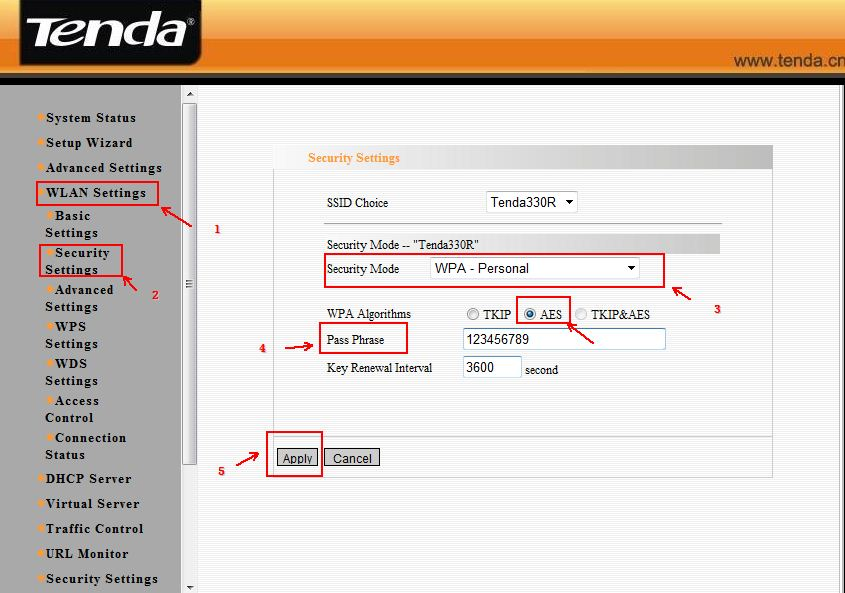 Tenda®
www.tenda.cn
System Status
Setup Wizard
Advanced Settings
WLAN Settings
1
Basic
Settings
Security
Settings
2
Advanced
Settings
WPS
Settings
WDS
Settings
Access
Control
Connection
Status
DHCP Server
Virtual Server
Traffic Control
URL Monitor
Security Settings
Security Settings
SSID Choice Tenda330R
Security Mode -- "Tenda330R"
Security Mode WPA - Personal
3
WPA Algorithms TKIP AES TKIP&AES
4 Pass Phrase 123456789
Key Renewal Interval 3600 second
5 Apply Cancel